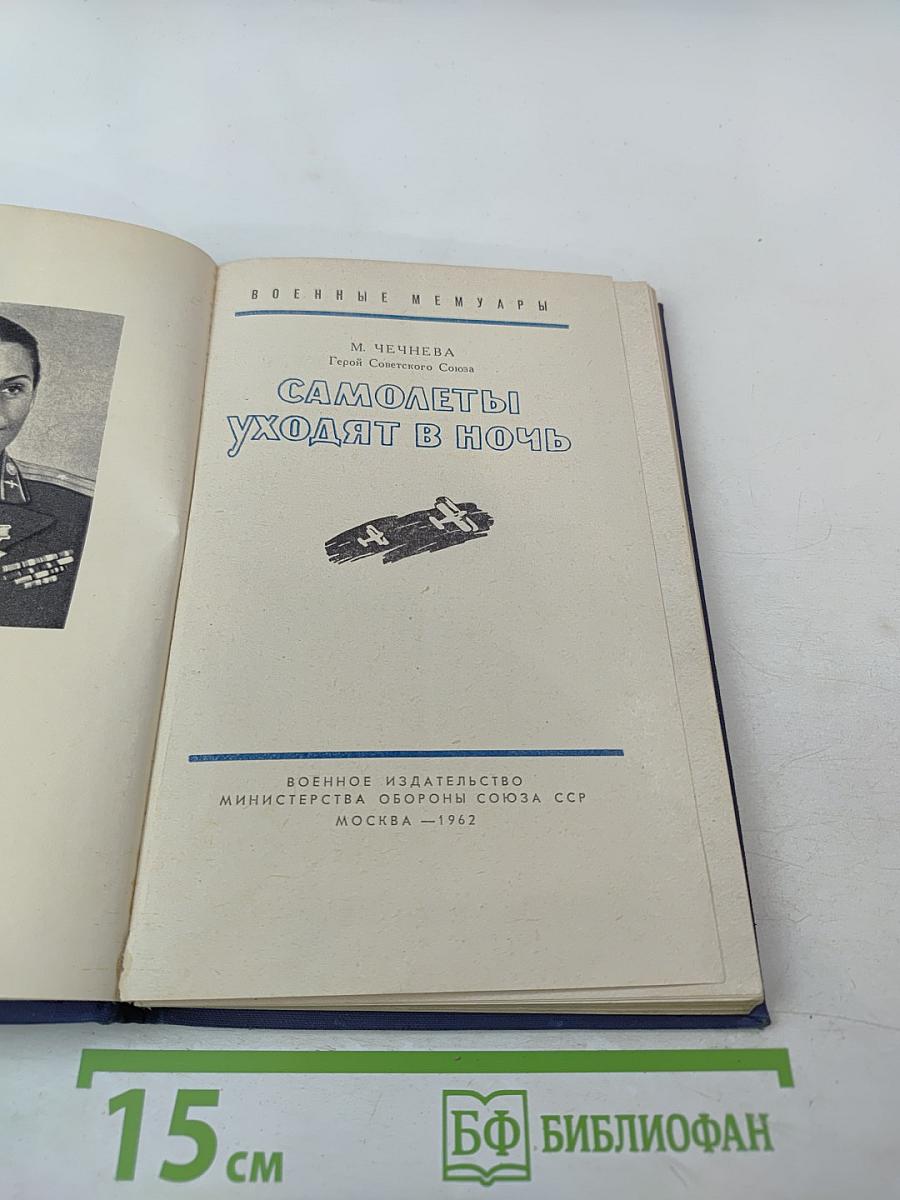 ВОЕННЫЕ МЕМУАРЫ
М. ЧЕЧНЕВА
Герой Советского Союза
САМОЛЕТЫ
УХОДЯТ В НОЧЬ
ВОЕННОЕ ИЗДАТЕЛЬСТВО
МИНИСТЕРСТВА ОБОРОНЫ СОЮЗА ССР
МОСКВА —1962
15 см
БФ БИБЛИОФАН